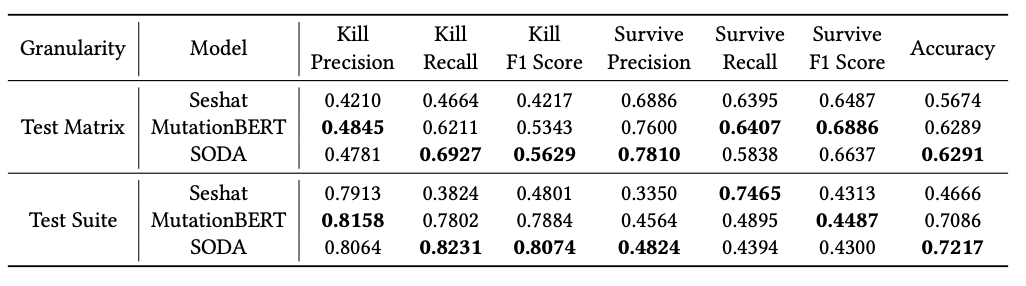 Granularity Model Kill Precision Kill Recall Kill F1 Score Survive Precision Survive Recall Survive F1 Score Accuracy
Test Matrix Seshat 0.4210 0.4664 0.4217 0.6886 0.6395 0.6487 0.5674
MutationBERT 0.4845 0.6211 0.5343 0.7600 0.6407 0.6886 0.6289
SODA 0.4781 0.6927 0.5629 0.7810 0.5838 0.6637 0.6291
Test Suite Seshat 0.7913 0.3824 0.4801 0.3350 0.7465 0.4313 0.4666
MutationBERT 0.8158 0.7802 0.7884 0.4564 0.4895 0.4487 0.7086
SODA 0.8064 0.8231 0.8074 0.4824 0.4394 0.4300 0.7217